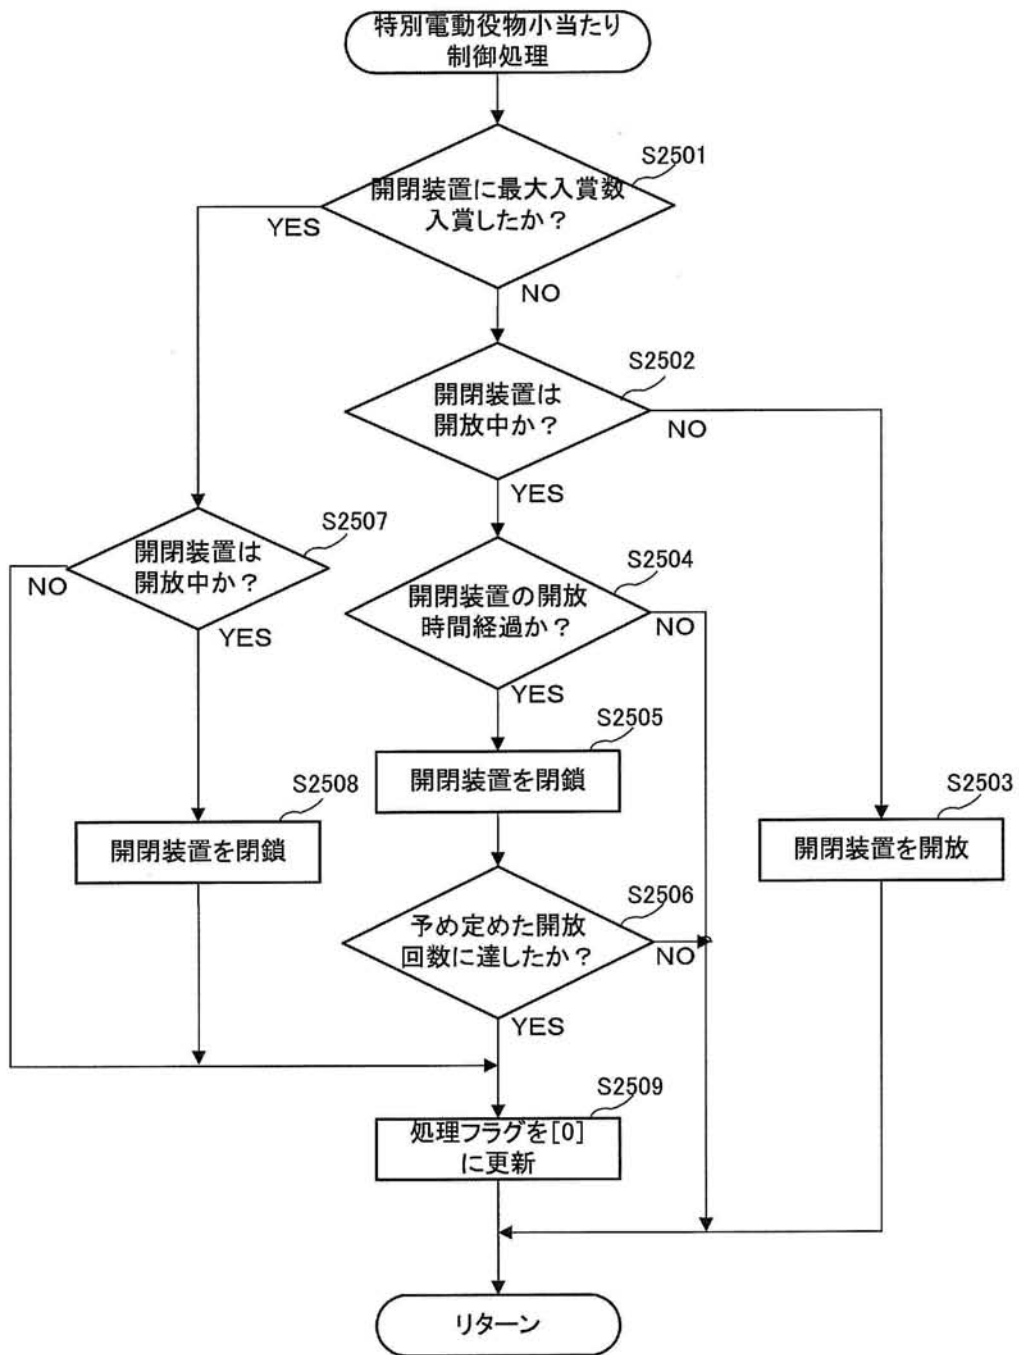 特別電動役物小当たり
制御処理
S2501
開閉装置に最大入賞数
入賞したか？
YES
NO
S2502
開閉装置は
開放中か？
NO
YES
S2507
開閉装置は
開放中か？
NO
YES
S2504
開閉装置の開放
時間経過か？
NO
YES
S2505
開閉装置を閉鎖
S2508
開閉装置を閉鎖
S2503
開閉装置を開放
S2506
予め定めた開放
回数に達したか？
NO
YES
S2509
処理フラグを[0]
に更新
リターン